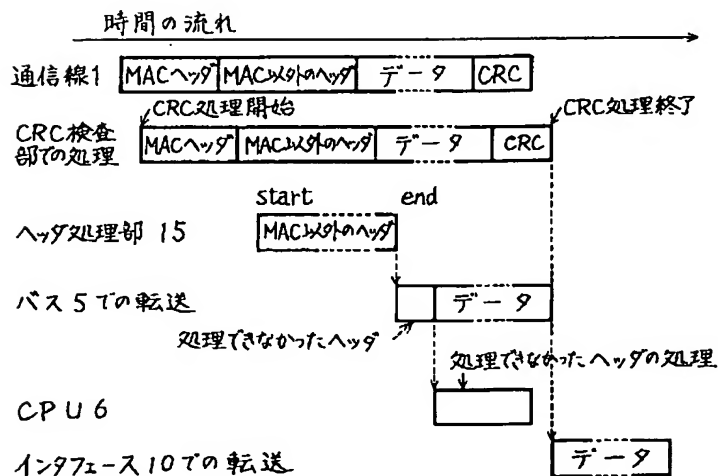 時間の流れ
通信線1 MACヘッダ MAC以外のヘッダ データ CRC
CRC処理開始 CRC処理終了
CRC検査
部での処理 MACヘッダ MAC以外のヘッダ データ CRC
start end
ヘッダ処理部 15 MAC以外のヘッダ
バス5での転送 データ
処理できなかったヘッダ
処理できなかったヘッダの処理
CPU6
インタフェース10での転送 データ